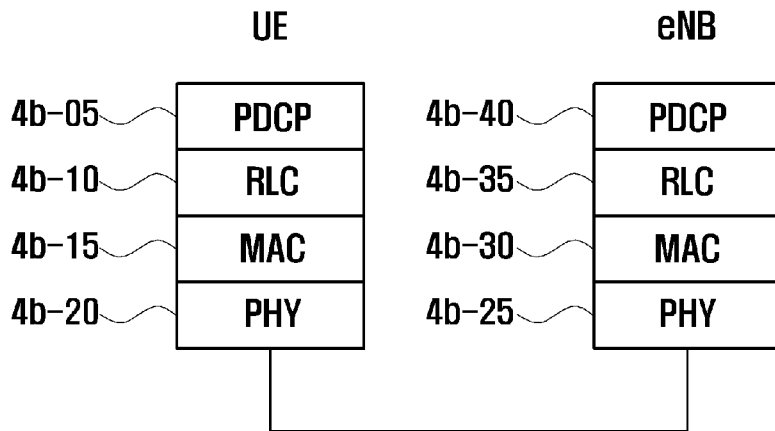 UE eNB
4b-05 PDCP 4b-40 PDCP
4b-10 RLC 4b-35 RLC
4b-15 MAC 4b-30 MAC
4b-20 PHY 4b-25 PHY